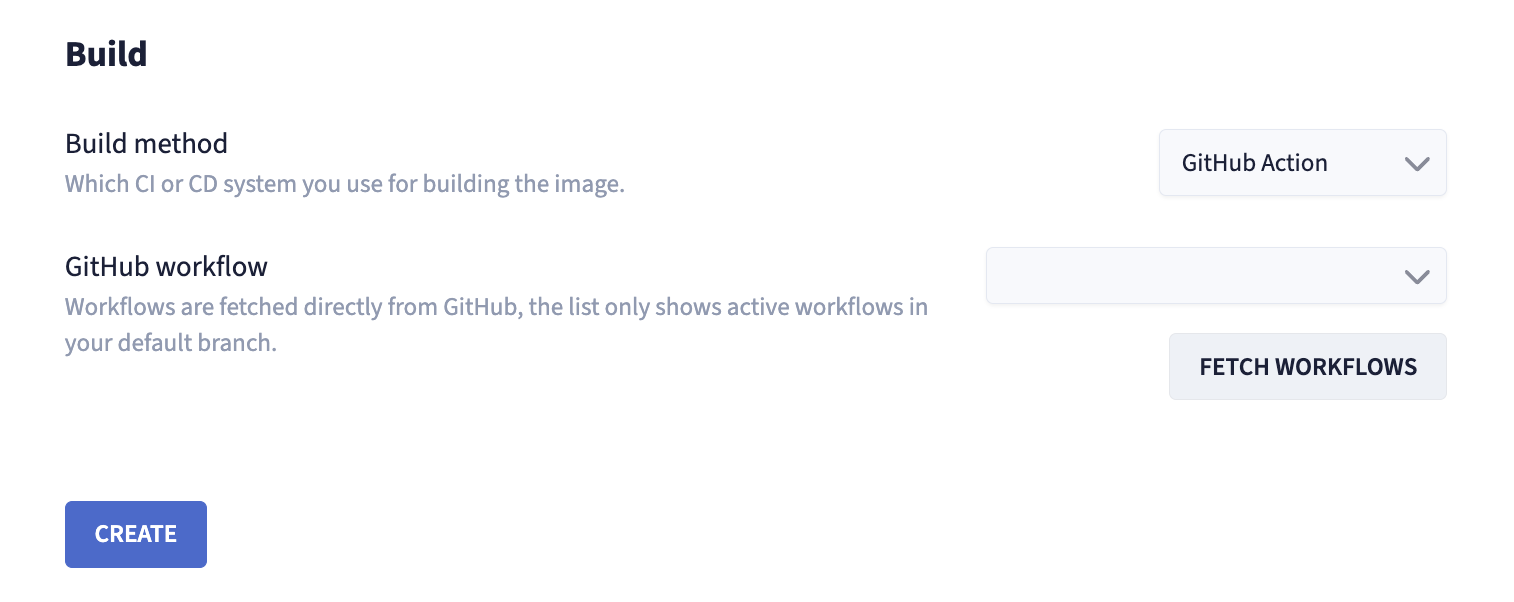 Build
Build method
Which CI or CD system you use for building the image.
GitHub Action
GitHub workflow
Workflows are fetched directly from GitHub, the list only shows active workflows in
your default branch.
FETCH WORKFLOWS
CREATE